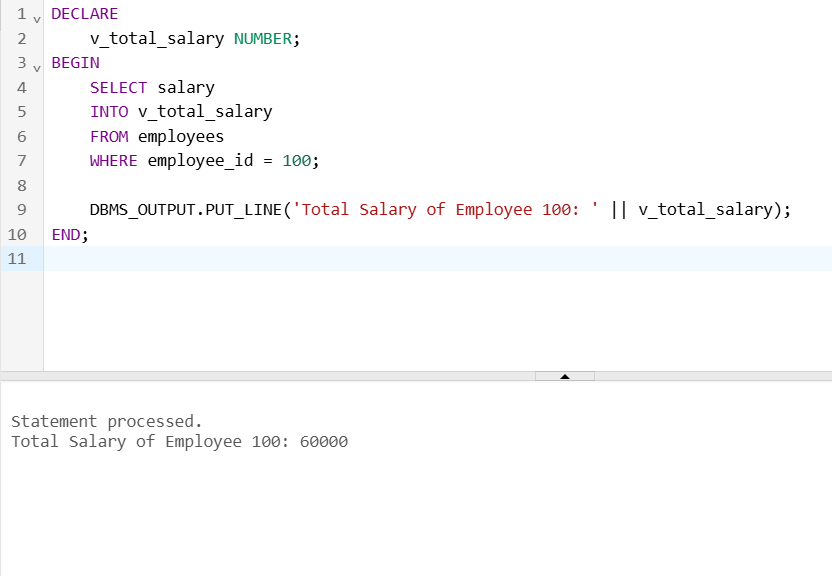 1 DECLARE
2     v_total_salary NUMBER;
3 BEGIN
4     SELECT salary
5     INTO v_total_salary
6     FROM employees
7     WHERE employee_id = 100;
8
9     DBMS_OUTPUT.PUT_LINE('Total Salary of Employee 100: ' || v_total_salary);
10 END;
11
Statement processed.
Total Salary of Employee 100: 60000